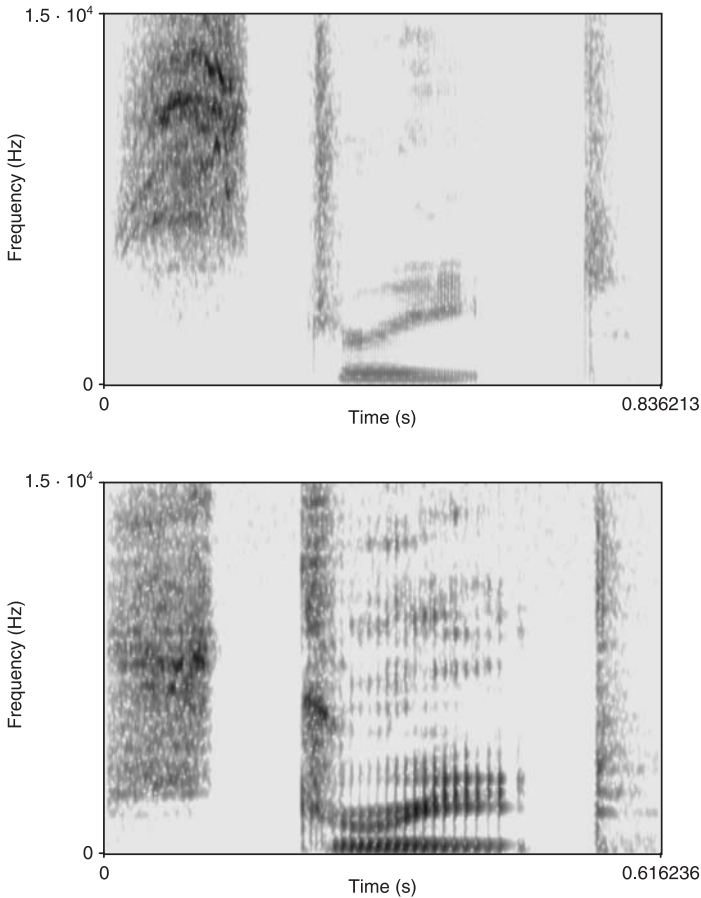 1.5 · 10⁴
Frequency (Hz)
0
0
Time (s)
0.836213
1.5 · 10⁴
Frequency (Hz)
0
0
Time (s)
0.616236